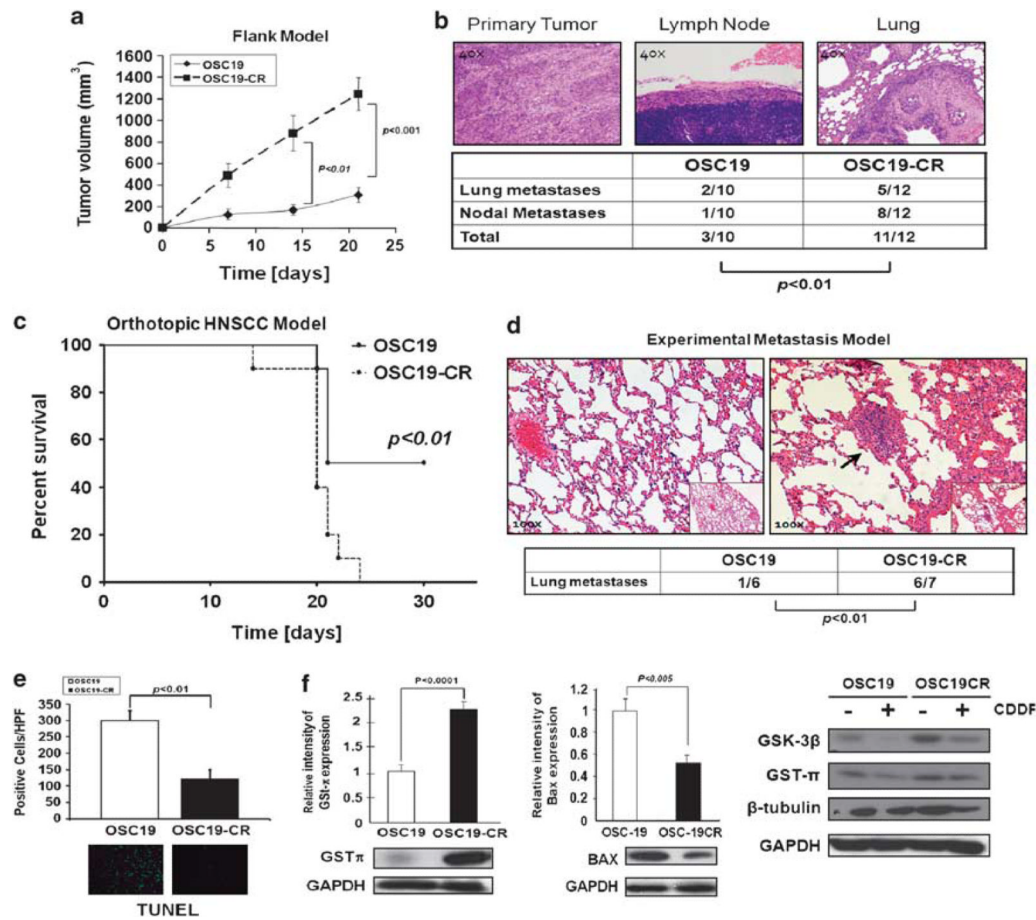 a
Flank Model
OSC19
OSC19-CR
Tumor volume (mm3)
1600
1400
1200
1000
800
600
400
200
0
p<0.001
P<0.01
0 5 10 15 20 25
Time [days]
b
Primary Tumor Lymph Node Lung
40x 40x 40x
OSC19 OSC19-CR
Lung metastases 2/10 5/12
Nodal Metastases 1/10 8/12
Total 3/10 11/12
p<0.01
c
Orthotopic HNSCC Model
OSC19
OSC19-CR
p<0.01
Percent survival
100
80
60
40
20
0
0 10 20 30
Time [days]
d
Experimental Metastasis Model
100x 100x
OSC19 OSC19-CR
Lung metastases 1/6 6/7
p<0.01
e
OSC19
OSC19-CR
p<0.01
Positive Cells/HPF
350
300
250
200
150
100
50
0
OSC19 OSC19-CR
TUNEL
f
P<0.0001
Relative intensity of
GSt-π expression
2.5
2
1.5
1
0
OSC19 OSC19-CR
GSTπ
GAPDH
P<0.005
Relative intensity of
Bax expression
1.2
1
0.8
0.6
0.4
0.2
0
OSC-19 OSC-19CR
BAX
GAPDH
OSC19 OSC19CR
- + - + CDDP
GSK-3β
GST-π
β-tubulin
GAPDH